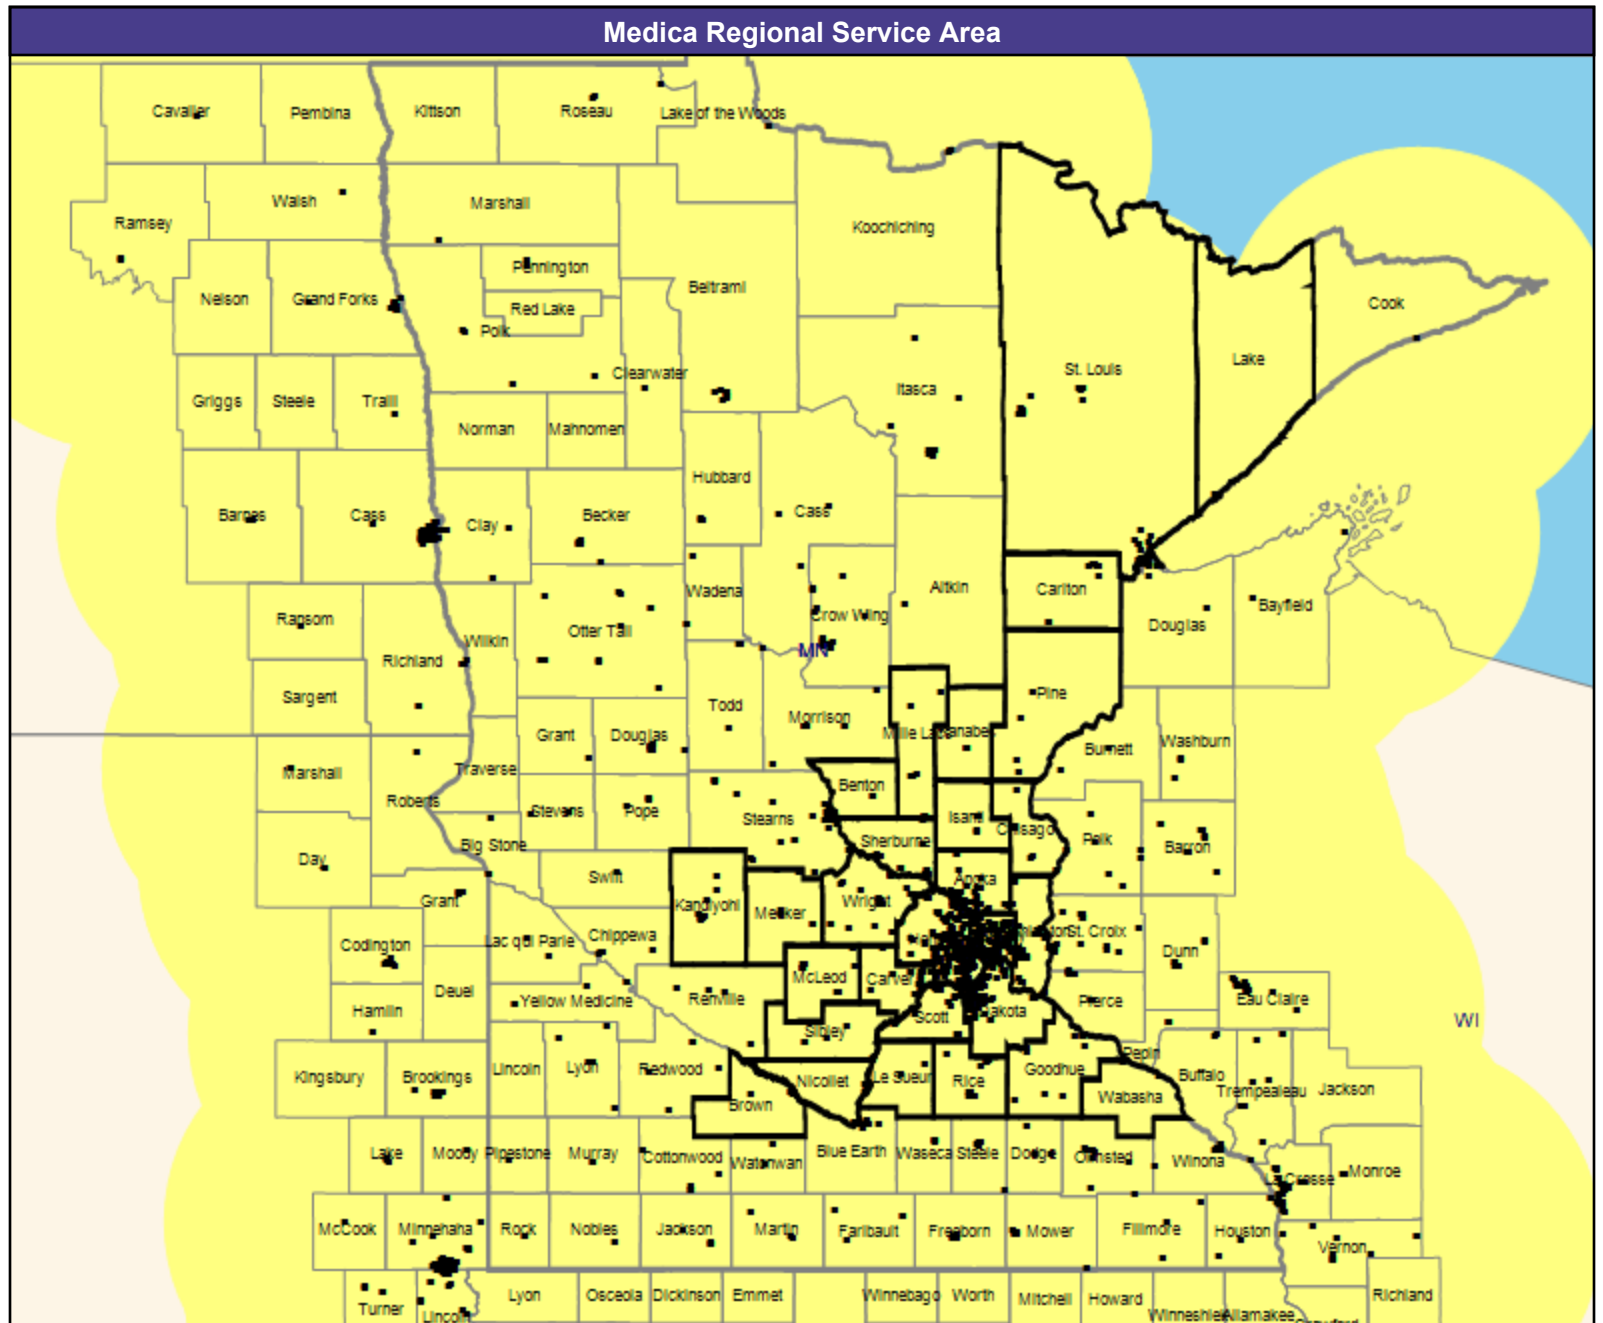 Medica Regional Service Area
Cavalier Pembina Kittson Roseau Lake of the Woods
Walsh Marshall
Ramsey Koochiching
Pennington
Nelson Grand Forks Beltrami
Red Lake Cook
Polk
Clearwater Lake
St. Louis
Griggs Steele Traill Itasca
Norman Mahnomen
Hubbard
Barnes Cass Clay Becker Cass
Wadena Aitkin Carlton
Ransom Otter Tail Crow Wing Douglas Bayfield
Wilkin
MN
Richland
Sargent Todd Pine
Morrison
Grant Douglas Mille Lacs Kanabec Burnett Washburn
Marshall Traverse
Roberts Benton
Stevens Pope Stearns Isanti Chisago
Big Stone Sherburne Polk Barron
Day
Swift Anoka
Grant Kandiyohi Meeker Wright
Codington Lac qui Parle Chippewa St. Croix
Dunn
McLeod Carver
Deuel Yellow Medicine Renville Pierce Eau Claire
Hamlin Scott Dakota
Sibley WI
Pepin
Kingsbury Brookings Lincoln Lyon Redwood Nicollet Le Sueur Rice Goodhue Buffalo
Trempealeau Jackson
Brown Wabasha
Lake Moody Pipestone Murray Cottonwood Watonwan Blue Earth Waseca Steele Dodge Olmsted Winona
La Crosse Monroe
McCook Minnehaha Rock Nobles Jackson Martin Faribault Freeborn Mower Fillmore Houston
Vernon
Turner Lincoln Lyon Osceola Dickinson Emmet Winnebago Worth Mitchell Howard Richland
Allamakee